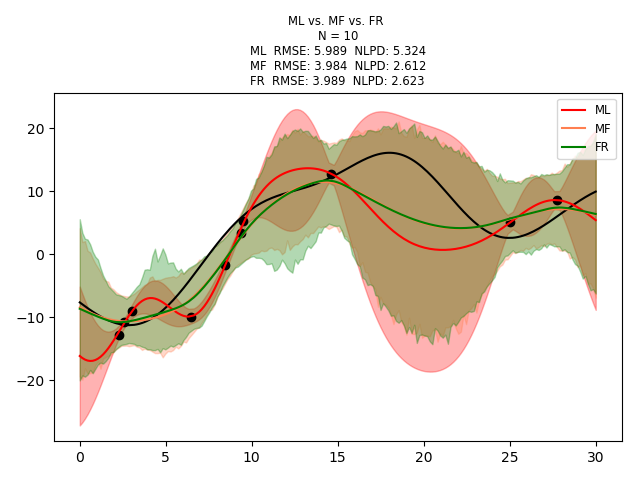 ML vs. MF vs. FR
N = 10
ML RMSE: 5.989 NLPD: 5.324
MF RMSE: 3.984 NLPD: 2.612
FR RMSE: 3.989 NLPD: 2.623
ML
MF
FR
20
10
0
−10
−20
0 5 10 15 20 25 30